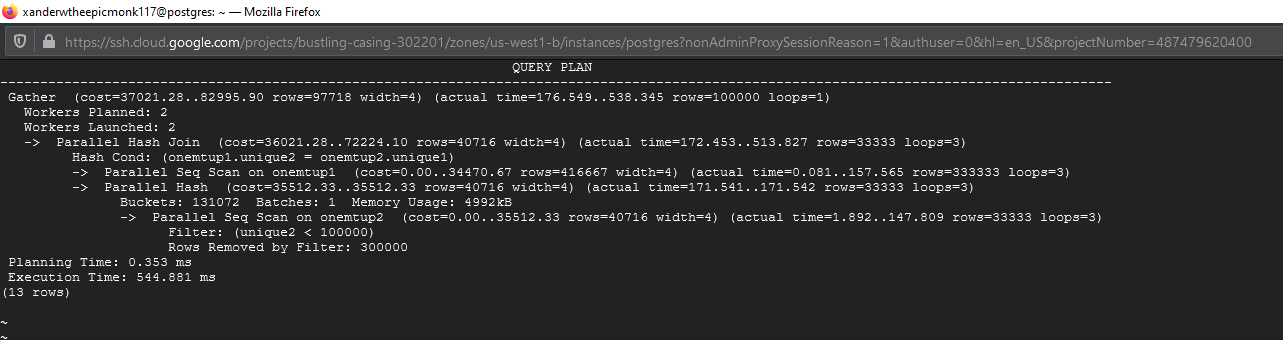 xanderwtheepicmonk117@postgres: ~ — Mozilla Firefox
https://ssh.cloud.google.com/projects/bustling-casing-302201/zones/us-west1-b/instances/postgres?nonAdminProxySessionReason=1&authuser=0&hl=en_US&projectNumber=487479620400
QUERY PLAN
-------------------------------------------------------------------------------------------------------------------------------------------
Gather  (cost=37021.28..82995.90 rows=97718 width=4) (actual time=176.549..538.345 rows=100000 loops=1)
  Workers Planned: 2
  Workers Launched: 2
  ->  Parallel Hash Join  (cost=36021.28..72224.10 rows=40716 width=4) (actual time=172.453..513.827 rows=33333 loops=3)
        Hash Cond: (onemtup1.unique2 = onemtup2.unique1)
        ->  Parallel Seq Scan on onemtup1  (cost=0.00..34470.67 rows=416667 width=4) (actual time=0.081..157.565 rows=333333 loops=3)
        ->  Parallel Hash  (cost=35512.33..35512.33 rows=40716 width=4) (actual time=171.541..171.542 rows=33333 loops=3)
              Buckets: 131072  Batches: 1  Memory Usage: 4992kB
              ->  Parallel Seq Scan on onemtup2  (cost=0.00..35512.33 rows=40716 width=4) (actual time=1.892..147.809 rows=33333 loops=3)
                    Filter: (unique2 < 100000)
                    Rows Removed by Filter: 300000
Planning Time: 0.353 ms
Execution Time: 544.881 ms
(13 rows)
~
~